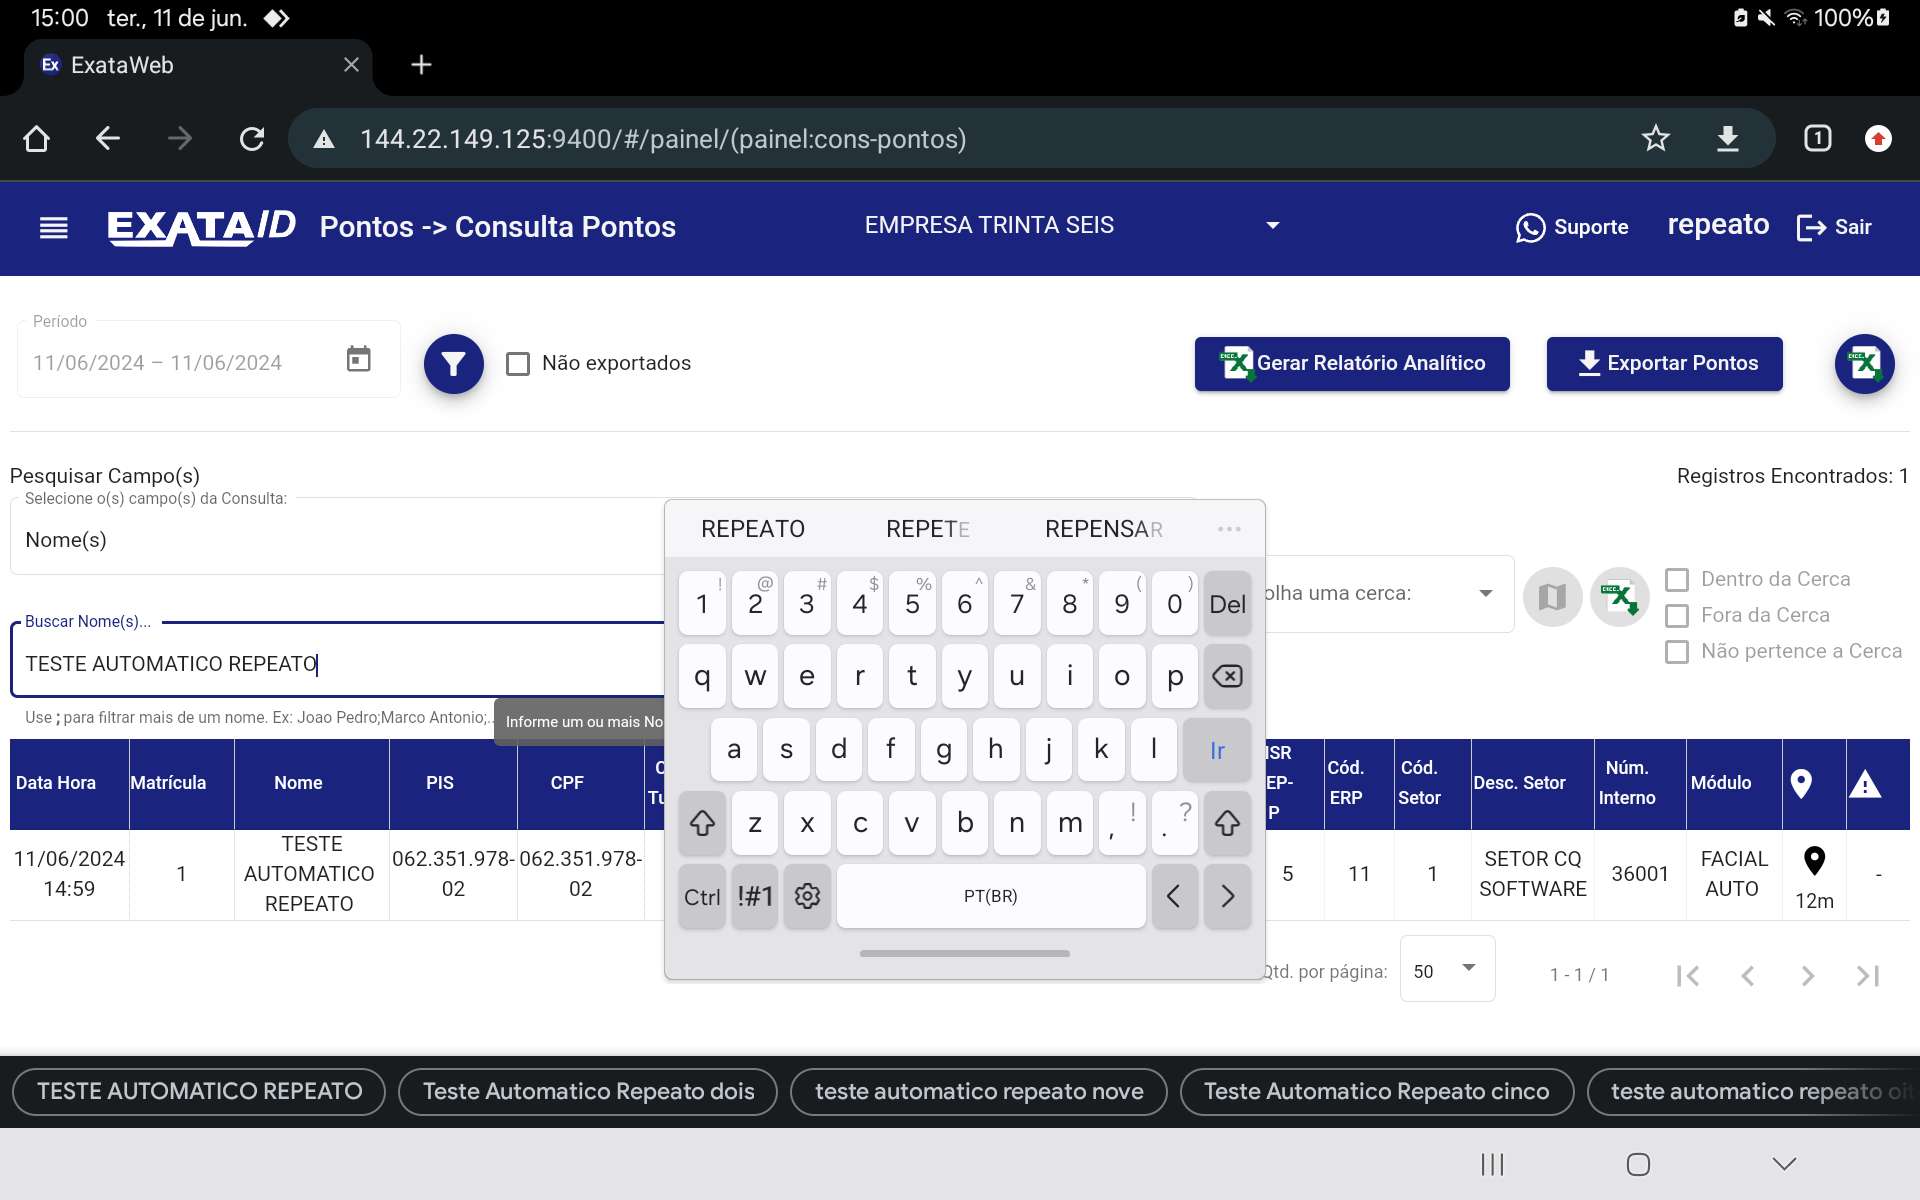 15:00 ter., 11 de jun. 100%
Ex ExataWeb
144.22.149.125:9400/#/painel/(painel:cons-pontos) 1
EXATA/D Pontos -> Consulta Pontos EMPRESA TRINTA SEIS Suporte repeato Sair
Período
11/06/2024 – 11/06/2024 Não exportados Gerar Relatório Analítico Exportar Pontos
Pesquisar Campo(s) Registros Encontrados: 1
Selecione o(s) campo(s) da Consulta:
Nome(s)
REPEATO REPETE REPENSAR ...
olha uma cerca:
Dentro da Cerca
Fora da Cerca
Não pertence a Cerca
Buscar Nome(s)...
TESTE AUTOMATICO REPEATO
Use ; para filtrar mais de um nome. Ex: Joao Pedro;Marco Antonio;..
Informe um ou mais No
! @ # $ % ^ & * ( )
1 2 3 4 5 6 7 8 9 0 Del
q w e r t y u i o p
a s d f g h j k l Ir
z x c v b n m , ! . ?
Ctrl !#1 PT(BR) < >
Data Hora Matrícula Nome PIS CPF Cód. ERP Cód. Setor Desc. Setor Núm. Interno Módulo
11/06/2024 14:59 1 TESTE AUTOMATICO REPEATO 062.351.978-02 062.351.978-02 5 11 1 SETOR CQ SOFTWARE 36001 FACIAL AUTO 12m -
Qtd. por página: 50 1 - 1 / 1
TESTE AUTOMATICO REPEATO Teste Automatico Repeato dois teste automatico repeato nove Teste Automatico Repeato cinco teste automatico repeato oit